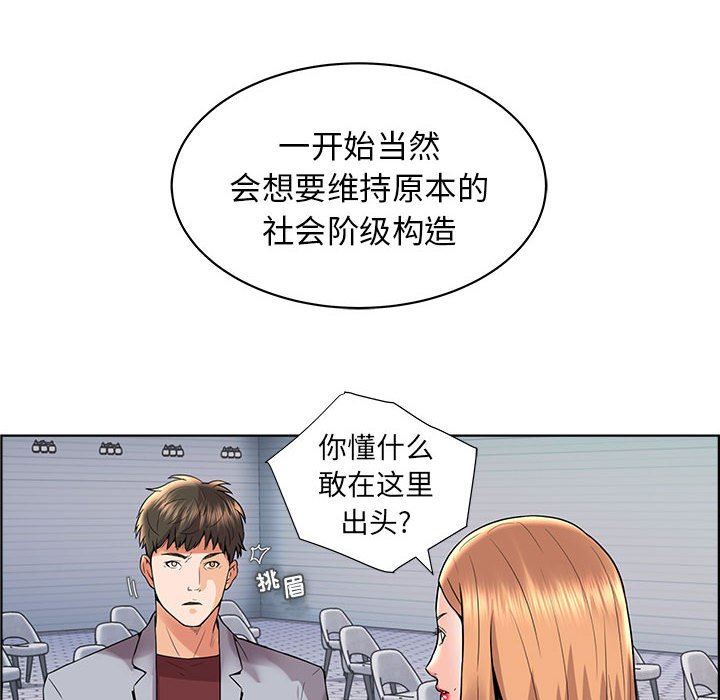 一开始当然
会想要维持原本的
社会阶级构造
你懂什么
敢在这里
出头?
挑眉